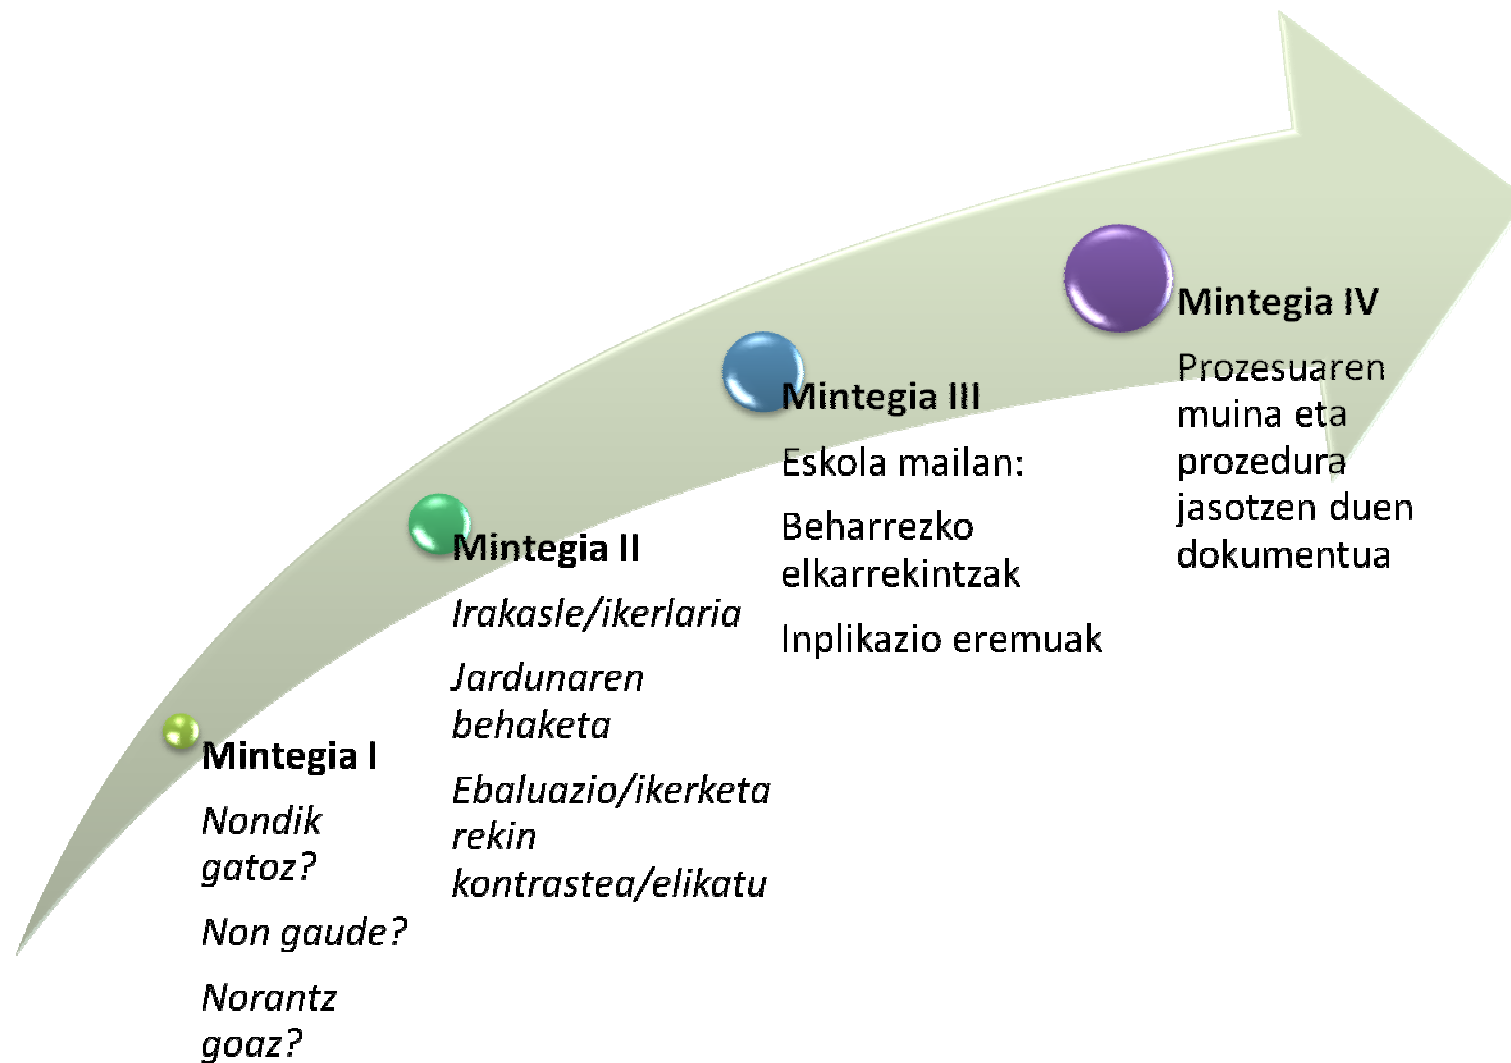 Mintegia I
Nondik
gatoz?
Non gaude?
Norantz
goaz?
Mintegia II
Irakasle/ikerlaria
Jardunaren
behaketa
Ebaluazio/ikerketa
rekin
kontrastea/elikatu
Mintegia III
Eskola mailan:
Beharrezko
elkarrekintzak
Inplikazio eremuak
Mintegia IV
Prozesuaren
muina eta
prozedura
jasotzen duen
dokumentua